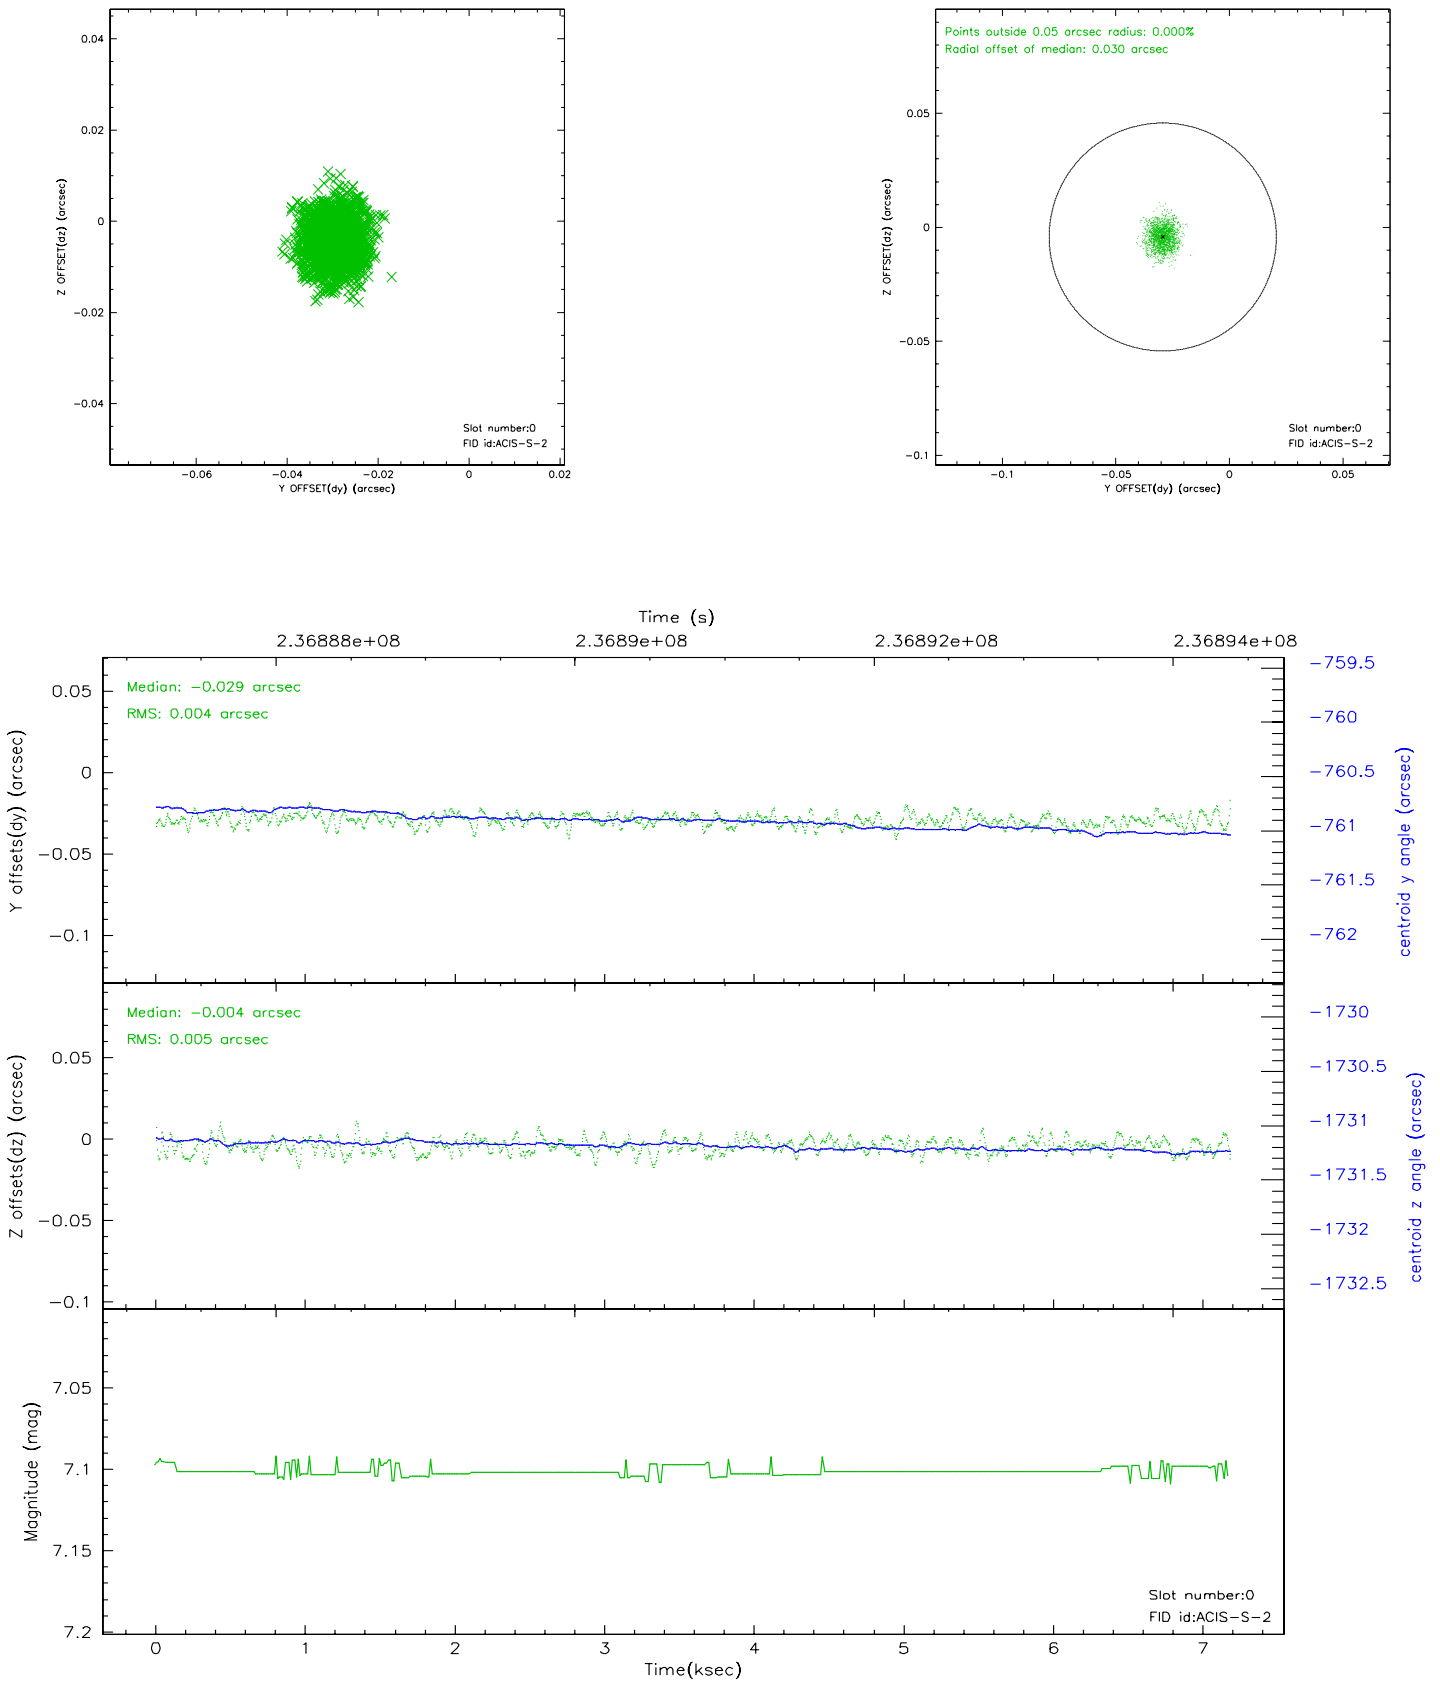 0.04
0.02
0
−0.02
−0.04
Z OFFSET(dz) (arcsec)
Slot number:0
FID id:ACIS−S−2
−0.06
−0.04
−0.02
0
0.02
Y OFFSET(dy) (arcsec)
Points outside 0.05 arcsec radius: 0.000%
Radial offset of median: 0.030 arcsec
0.05
0
−0.05
−0.1
Z OFFSET(dz) (arcsec)
Slot number:0
FID id:ACIS−S−2
−0.1
−0.05
0
0.05
Y OFFSET(dy) (arcsec)
Time (s)
2.36888e+08
2.3689e+08
2.36892e+08
2.36894e+08
Median: −0.029 arcsec
RMS: 0.004 arcsec
0.05
0
−0.05
−0.1
Y offsets(dy) (arcsec)
−759.5
−760
−760.5
−761
−761.5
−762
centroid y angle (arcsec)
Median: −0.004 arcsec
RMS: 0.005 arcsec
0.05
0
−0.05
−0.1
Z offsets(dz) (arcsec)
−1730
−1730.5
−1731
−1731.5
−1732
−1732.5
centroid z angle (arcsec)
7.05
7.1
7.15
7.2
Magnitude (mag)
Slot number:0
FID id:ACIS−S−2
0
1
2
3
4
5
6
7
Time(ksec)